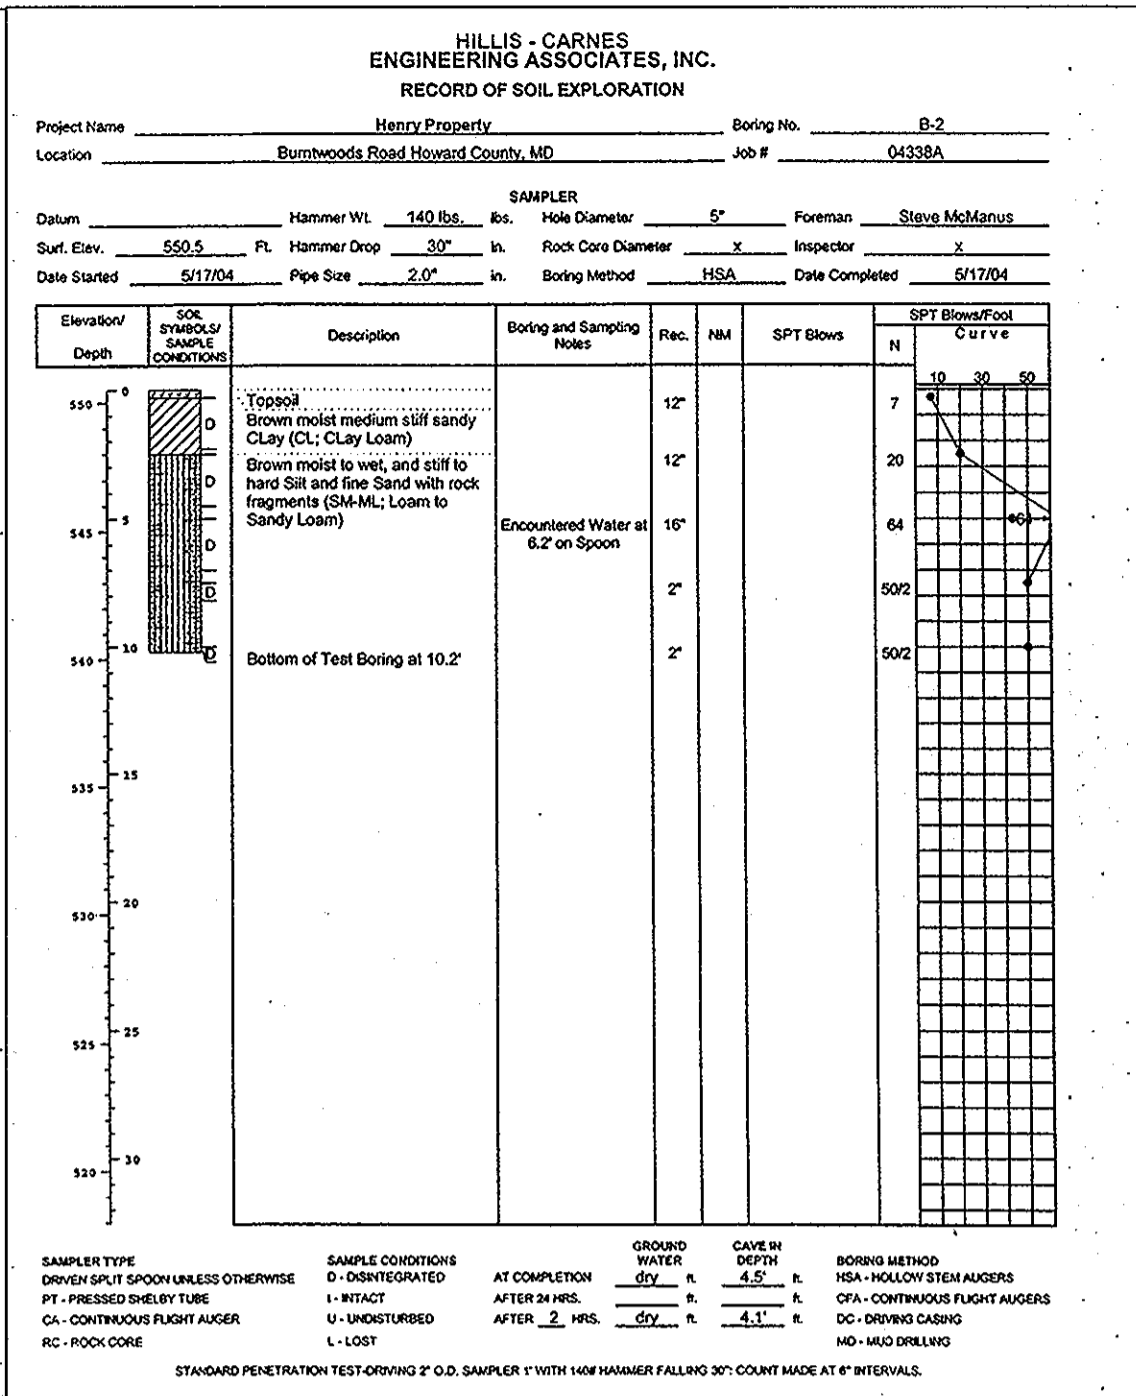 HILLIS - CARNES
ENGINEERING ASSOCIATES, INC.
RECORD OF SOIL EXPLORATION
Project Name Henry Property Boring No. B-2
Location Burntwoods Road Howard County, MD Job # 04338A
SAMPLER
Datum Hammer Wt. 140 lbs. lbs. Hole Diameter 5" Foreman Steve McManus
Surf. Elev. 550.5 Ft. Hammer Drop 30" in. Rock Core Diameter x Inspector x
Date Started 5/17/04 Pipe Size 2.0" in. Boring Method HSA Date Completed 5/17/04
Elevation/
Depth
SOIL
SYMBOLS/
SAMPLE
CONDITIONS
Description
Boring and Sampling
Notes
Rec.
NM
SPT Blows
SPT Blows/Foot
N
Curve
10 30 50
0
550
Topsoil 12" 7
D
Brown moist medium stiff sandy
CLay (CL; CLay Loam)
12" 20
Brown moist to wet, and stiff to
hard Silt and fine Sand with rock
fragments (SM-ML; Loam to
Sandy Loam)
D
5
545
Encountered Water at
6.2' on Spoon
16" 64 64
D
D
2" 50/2
10
540
D
Bottom of Test Boring at 10.2' 2" 50/2
15
535
20
530
25
525
30
520
SAMPLER TYPE
DRIVEN SPLIT SPOON UNLESS OTHERWISE
PT - PRESSED SHELBY TUBE
CA - CONTINUOUS FLIGHT AUGER
RC - ROCK CORE
SAMPLE CONDITIONS
D - DISINTEGRATED
I - INTACT
U - UNDISTURBED
L - LOST
GROUND
WATER
CAVE IN
DEPTH
AT COMPLETION dry ft. 4.5' ft.
AFTER 24 HRS. ft. ft.
AFTER 2 HRS. dry ft. 4.1' ft.
BORING METHOD
HSA - HOLLOW STEM AUGERS
CFA - CONTINUOUS FLIGHT AUGERS
DC - DRIVING CASING
MD - MUD DRILLING
STANDARD PENETRATION TEST-DRIVING 2" O.D. SAMPLER 1' WITH 140# HAMMER FALLING 30": COUNT MADE AT 6" INTERVALS.